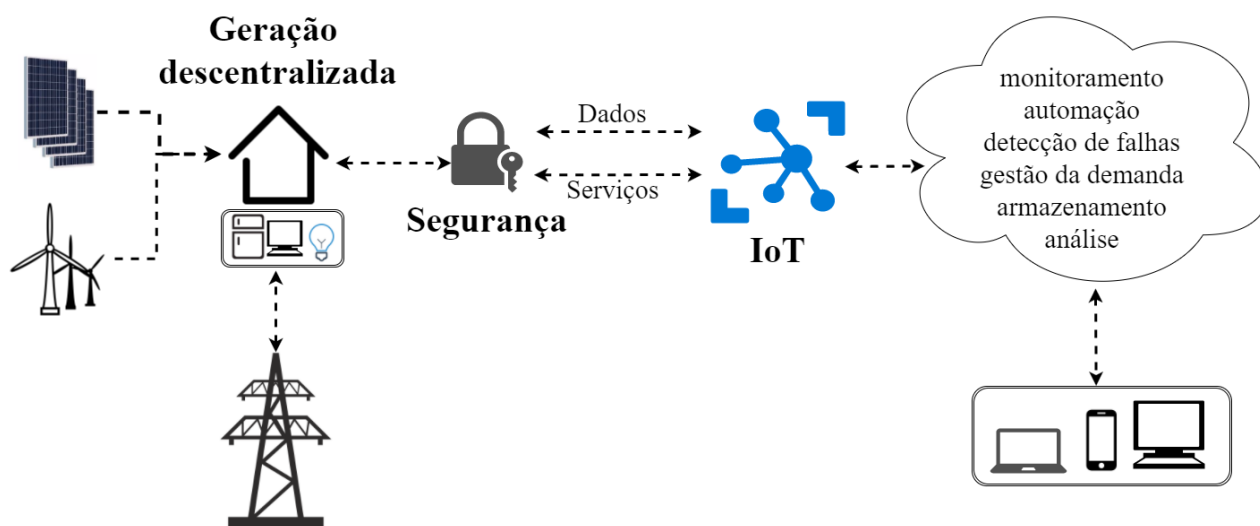 Geração
descentralizada
Segurança
Dados
Serviços
IoT
monitoramento
automação
detecção de falhas
gestão da demanda
armazenamento
análise